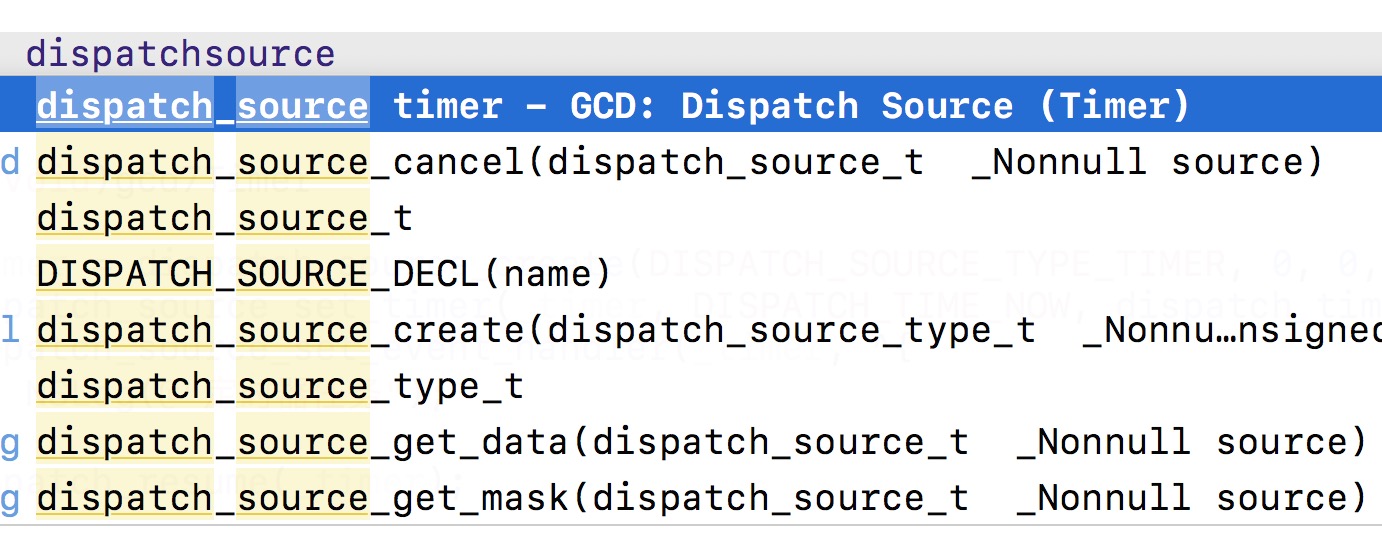 dispatchsource
dispatch_source timer – GCD: Dispatch Source (Timer)
d dispatch_source_cancel(dispatch_source_t _Nonnull source)
dispatch_source_t
DISPATCH_SOURCE_DECL(name)
l dispatch_source_create(dispatch_source_type_t _Nonnu…nsigned
dispatch_source_type_t
g dispatch_source_get_data(dispatch_source_t _Nonnull source)
g dispatch_source_get_mask(dispatch_source_t _Nonnull source)